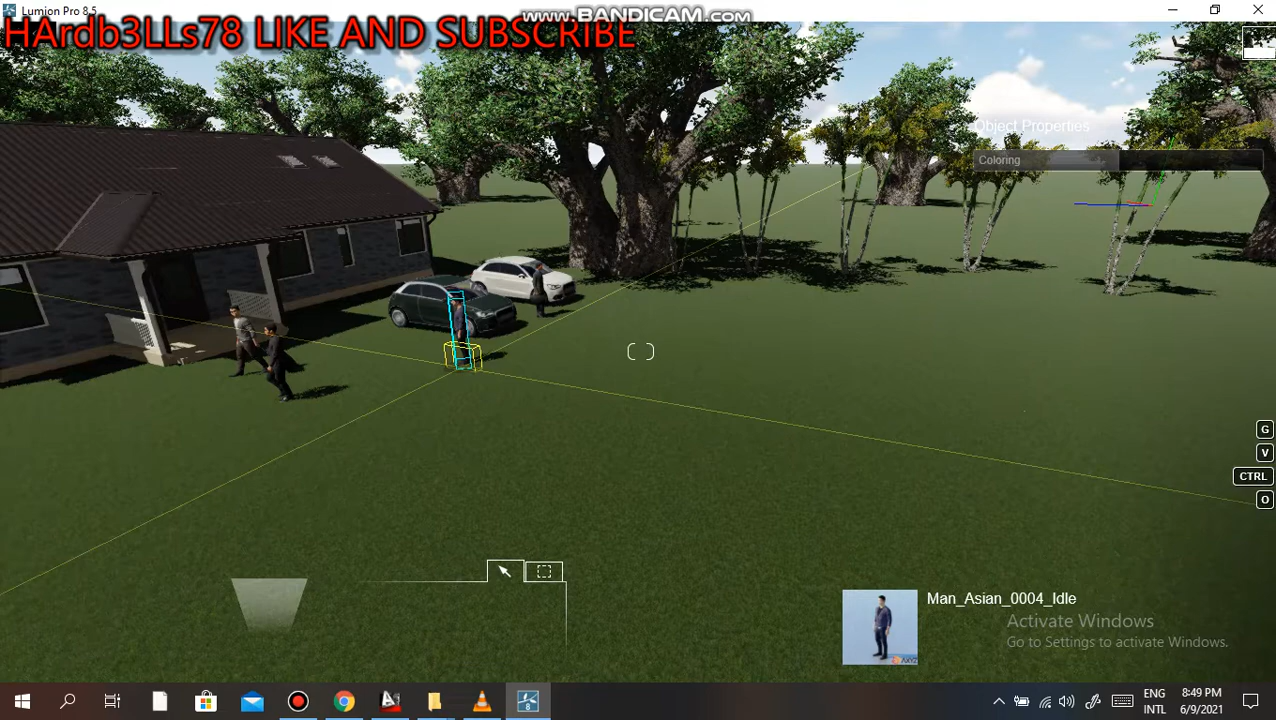 Lumion Pro 8.5
www.BANDICAM.com
HArdb3LLs78 LIKE AND SUBSCRIBE
Object Properties
Coloring
G
V
CTRL
O
Man_Asian_0004_Idle
Activate Windows
Go to Settings to activate Windows.
ENG
INTL
8:49 PM
6/9/2021